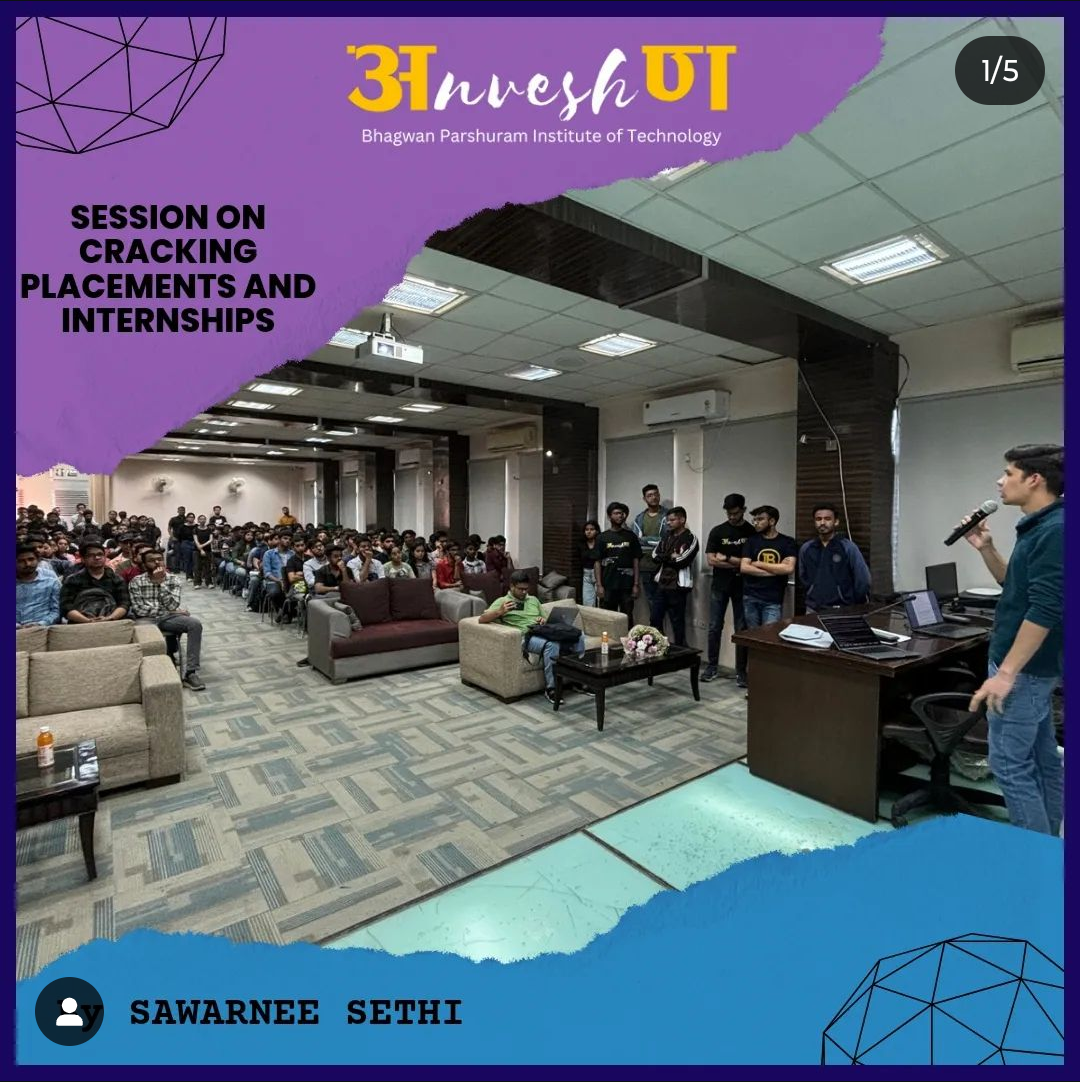 अnveshण
Bhagwan Parshuram Institute of Technology
1/5
SESSION ON
CRACKING
PLACEMENTS AND
INTERNSHIPS
SAWARNEE SETHI